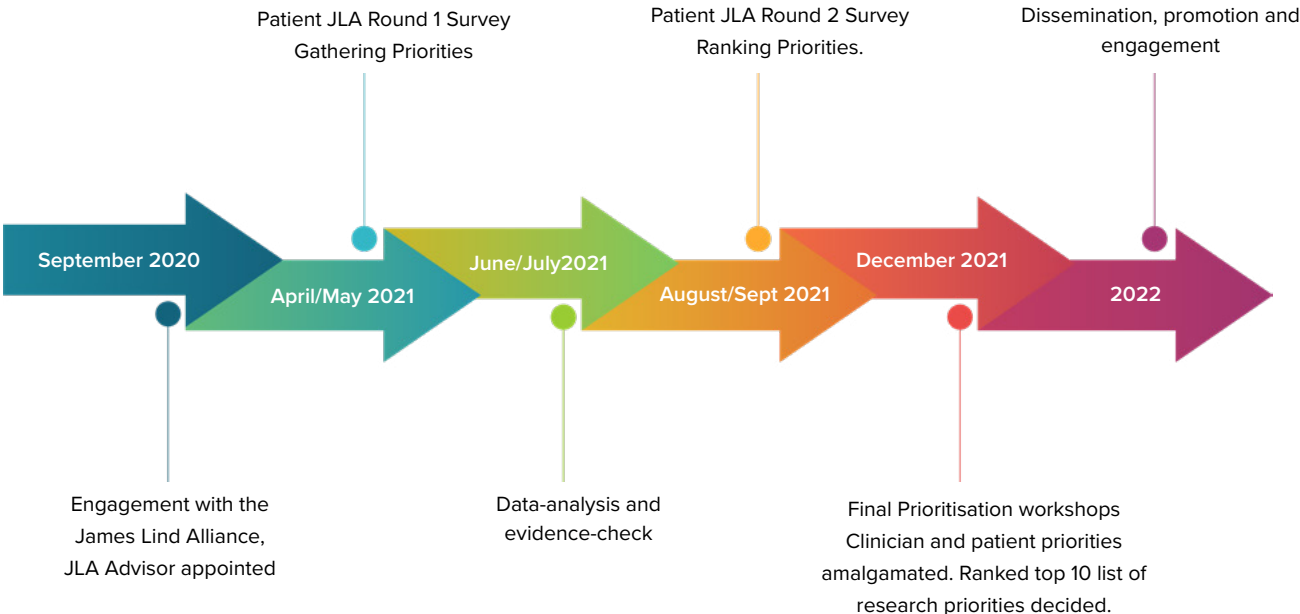 Patient JLA Round 1 Survey
Gathering Priorities
Patient JLA Round 2 Survey
Ranking Priorities.
Dissemination, promotion and
engagement
September 2020
April/May 2021
June/July2021
August/Sept 2021
December 2021
2022
Engagement with the
James Lind Alliance,
JLA Advisor appointed
Data-analysis and
evidence-check
Final Prioritisation workshops
Clinician and patient priorities
amalgamated. Ranked top 10 list of
research priorities decided.